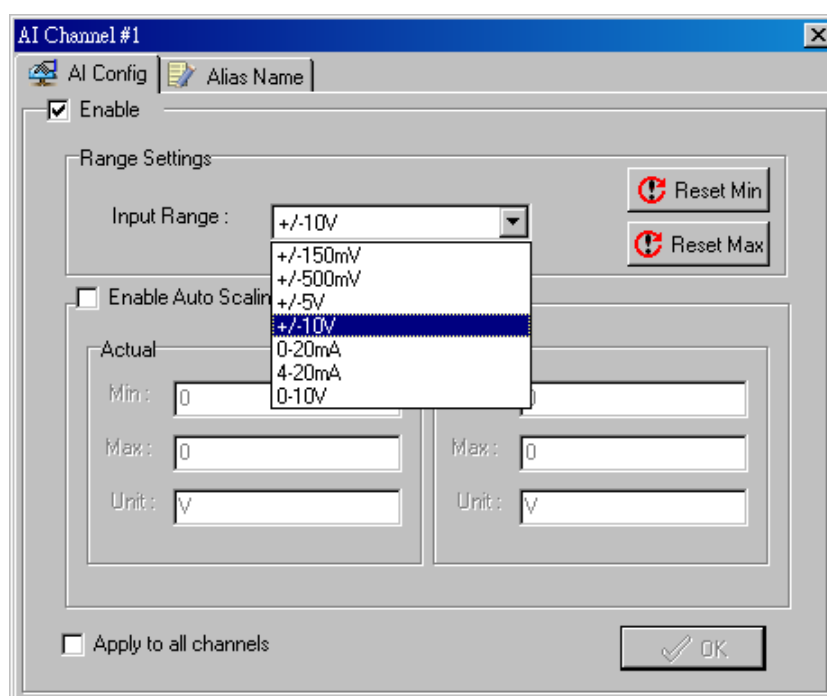 AI Channel #1
AI Config
Alias Name
Enable
Range Settings
Input Range :
+/-10V
Reset Min
Reset Max
+/-150mV
+/-500mV
+/-5V
+/-10V
0-20mA
4-20mA
0-10V
Enable Auto Scalin
Actual
Min :
0
0
Max :
0
Max :
0
Unit :
V
Unit :
V
Apply to all channels
OK